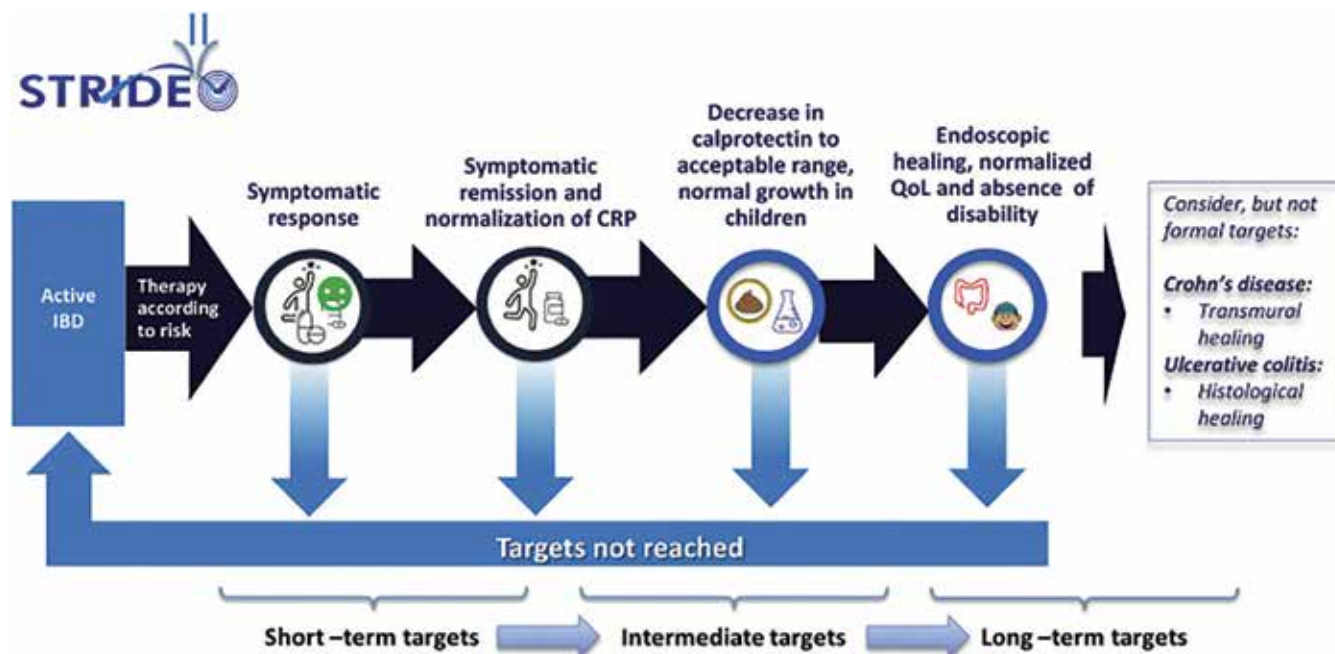 II
STRIDE
Symptomatic
response
Symptomatic
remission and
normalization of CRP
Decrease in
calprotectin to
acceptable range,
normal growth in
children
Endoscopic
healing, normalized
QoL and absence of
disability
Consider, but not
formal targets:
Crohn's disease:
• Transmural
healing
Ulcerative colitis:
• Histological
healing
Active
IBD
Therapy
according
to risk
Targets not reached
Short –term targets
Intermediate targets
Long –term targets